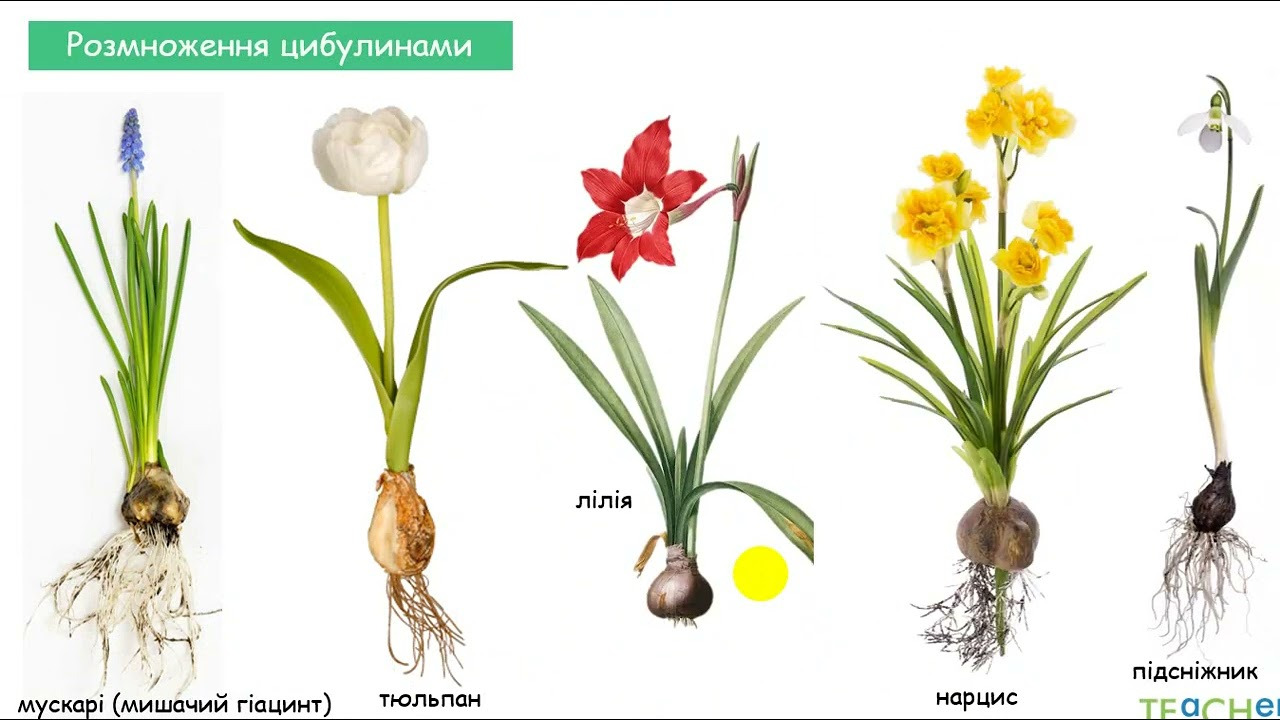 Розмноження цибулинами
лілія
підсніжник
мускарі (мишачий гіацинт)
тюльпан
нарцис
TEaCHe